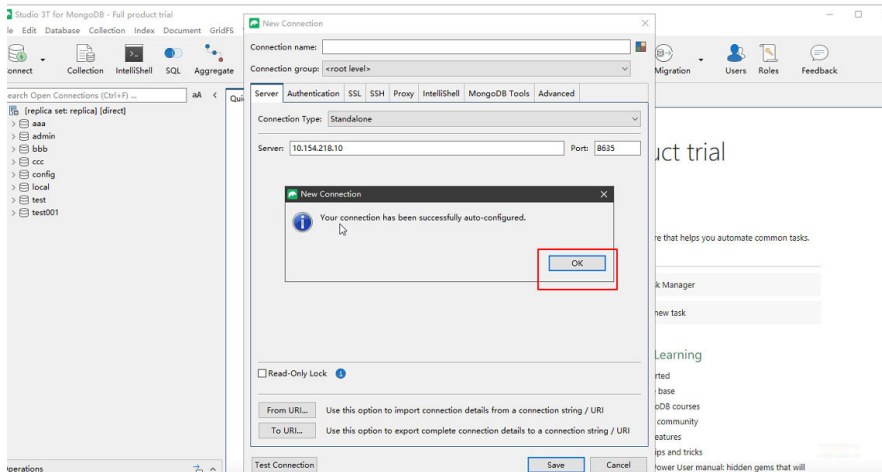 Studio 3T for MongoDB - Full product trial
Edit Database Collection Index Document GridFS
onnect
Collection
IntelliShell
SQL
Aggregate
Migration
Users
Roles
Feedback
earch Open Connections (Ctrl+F) ...
aA
Qui
[replica set: replica] [direct]
aaa
admin
bbb
ccc
config
local
test
test001
perations
New Connection
Connection name:
Connection group: <root level>
Server Authentication SSL SSH Proxy IntelliShell MongoDB Tools Advanced
Connection Type: Standalone
Server: 10.154.218.10 Port: 8635
New Connection
Your connection has been successfully auto-configured.
OK
Read-Only Lock
From URI... Use this option to import connection details from a connection string / URI
To URI... Use this option to export complete connection details to a connection string / URI
Test Connection Save Cancel
uct trial
re that helps you automate common tasks.
k Manager
new task
Learning
rted
base
oDB courses
community
eatures
ips and tricks
ower User manual: hidden gems that will